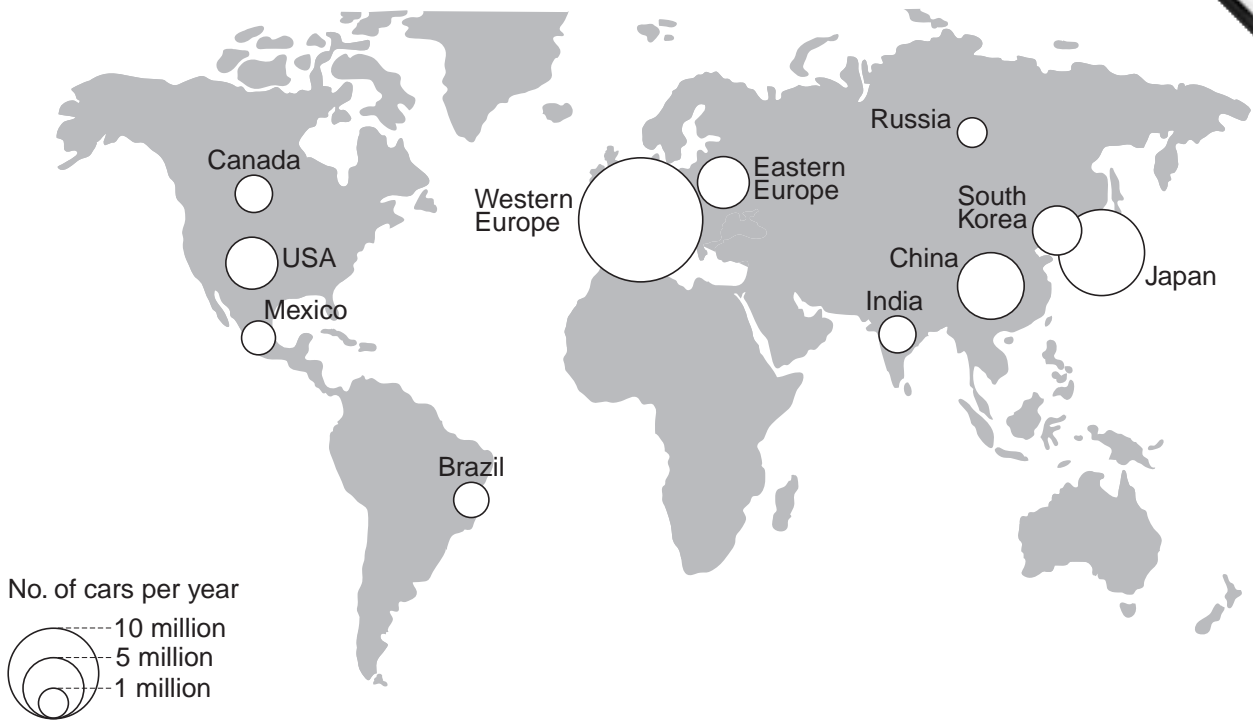 Russia
Canada
Eastern
Europe
Western
Europe
South
Korea
USA
China
Japan
India
Mexico
Brazil
No. of cars per year
10 million
5 million
1 million